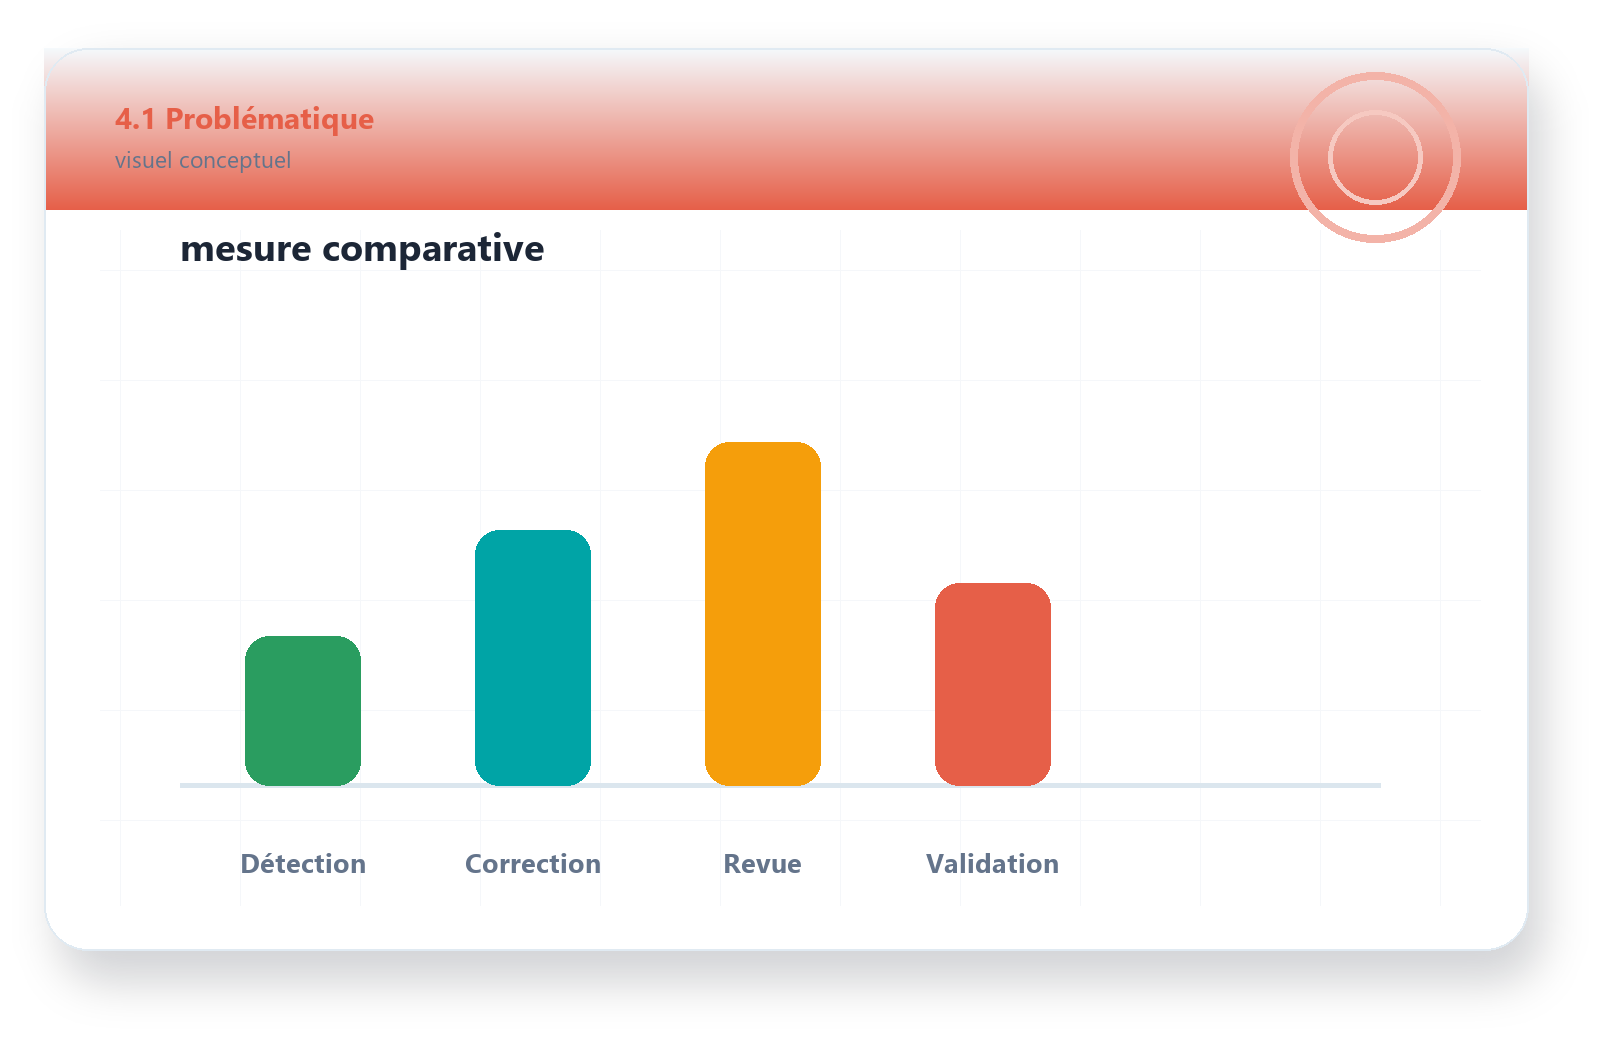 4.1 Problématique
visuel conceptuel
mesure comparative
Détection Correction Revue Validation